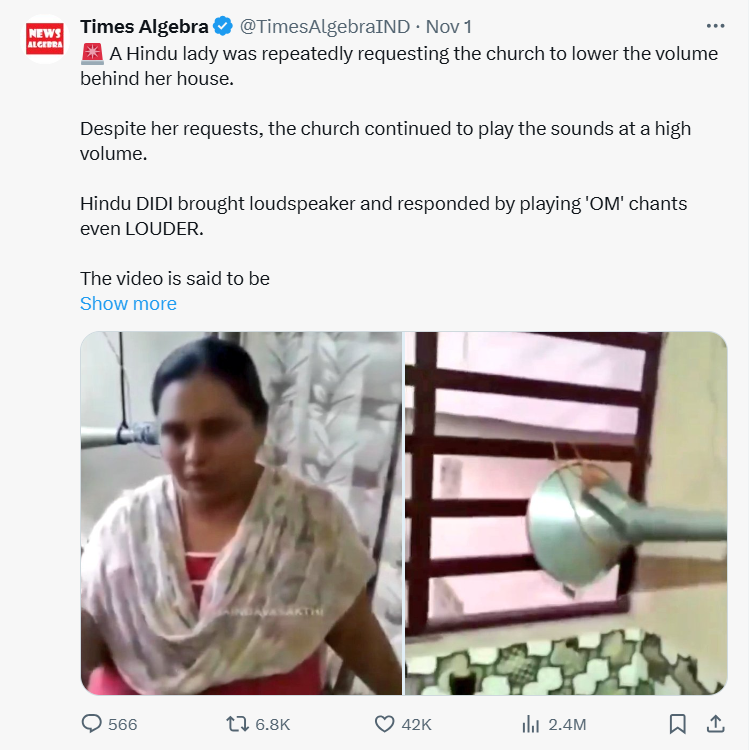 NEWS
ALGEBRA
Times Algebra @TimesAlgebraIND · Nov 1
🚨 A Hindu lady was repeatedly requesting the church to lower the volume
behind her house.
Despite her requests, the church continued to play the sounds at a high
volume.
Hindu DIDI brought loudspeaker and responded by playing 'OM' chants
even LOUDER.
The video is said to be
Show more
566 6.8K 42K 2.4M